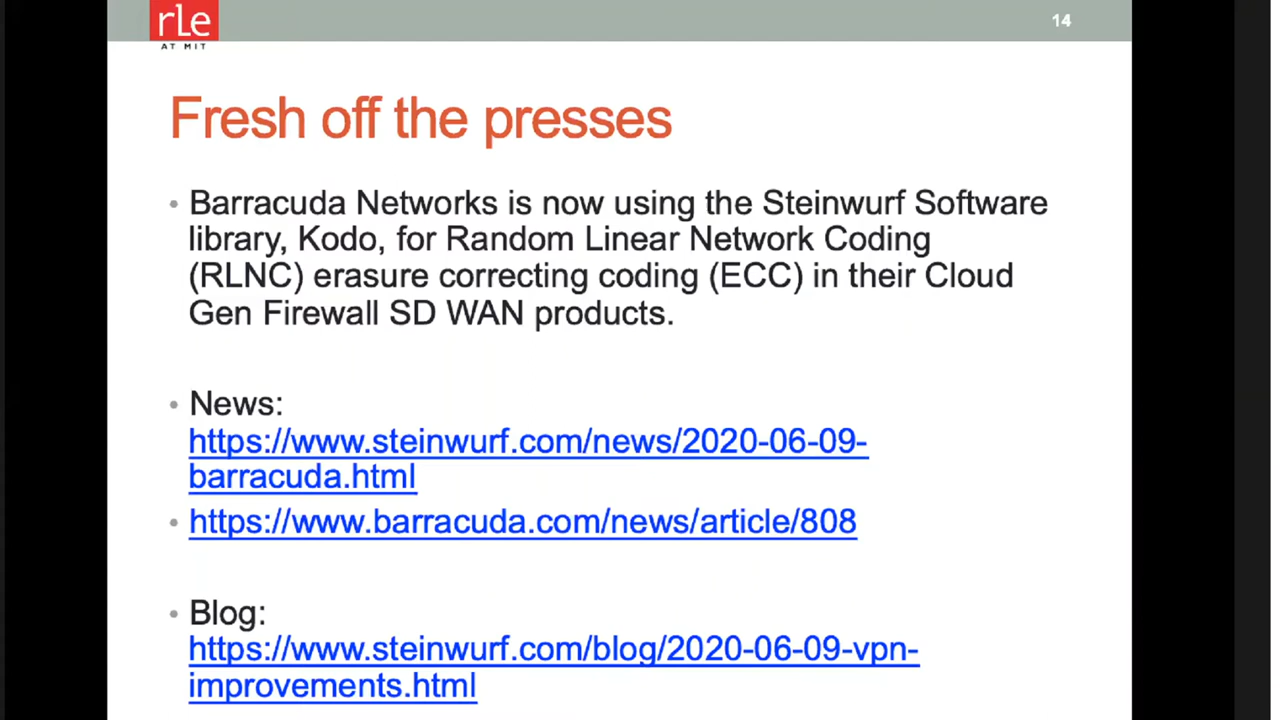 rle
AT MIT
14
Fresh off the presses
• Barracuda Networks is now using the Steinwurf Software
library, Kodo, for Random Linear Network Coding
(RLNC) erasure correcting coding (ECC) in their Cloud
Gen Firewall SD WAN products.
• News:
https://www.steinwurf.com/news/2020-06-09-
barracuda.html
• https://www.barracuda.com/news/article/808
• Blog:
https://www.steinwurf.com/blog/2020-06-09-vpn-
improvements.html